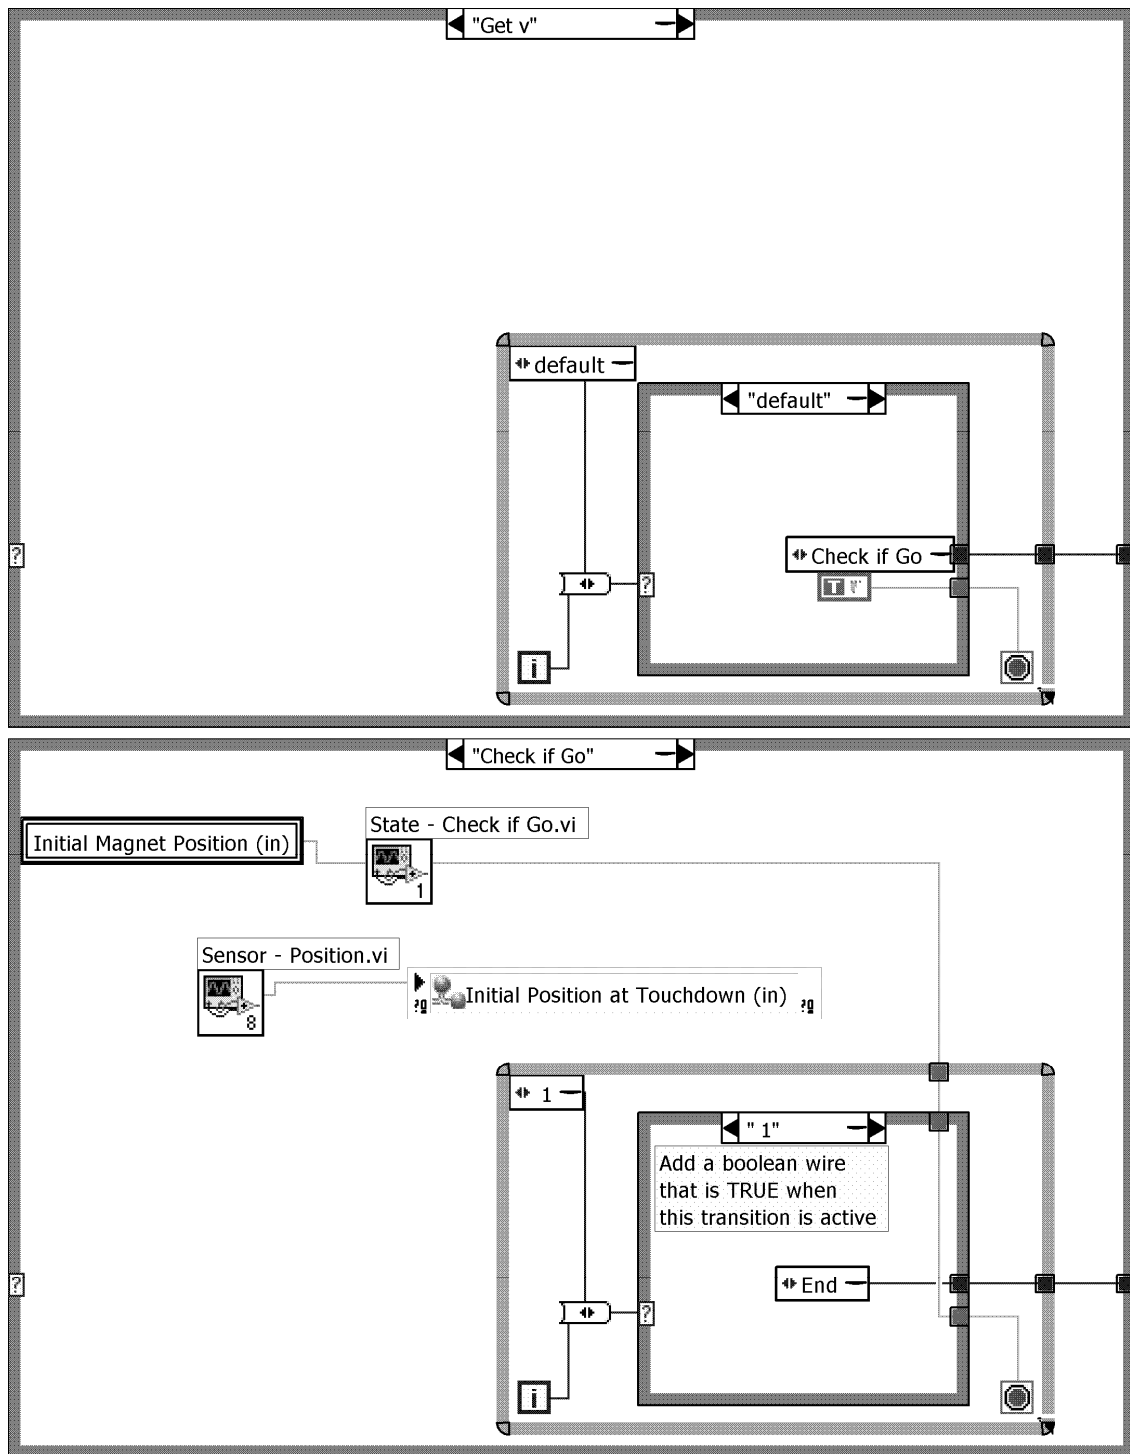 "Get v"
default
"default"
Check if Go
?
?
T
i
"Check if Go"
State - Check if Go.vi
Initial Magnet Position (in)
1
Sensor - Position.vi
Initial Position at Touchdown (in)
8
1
" 1"
Add a boolean wire
that is TRUE when
this transition is active
?
End
?
i